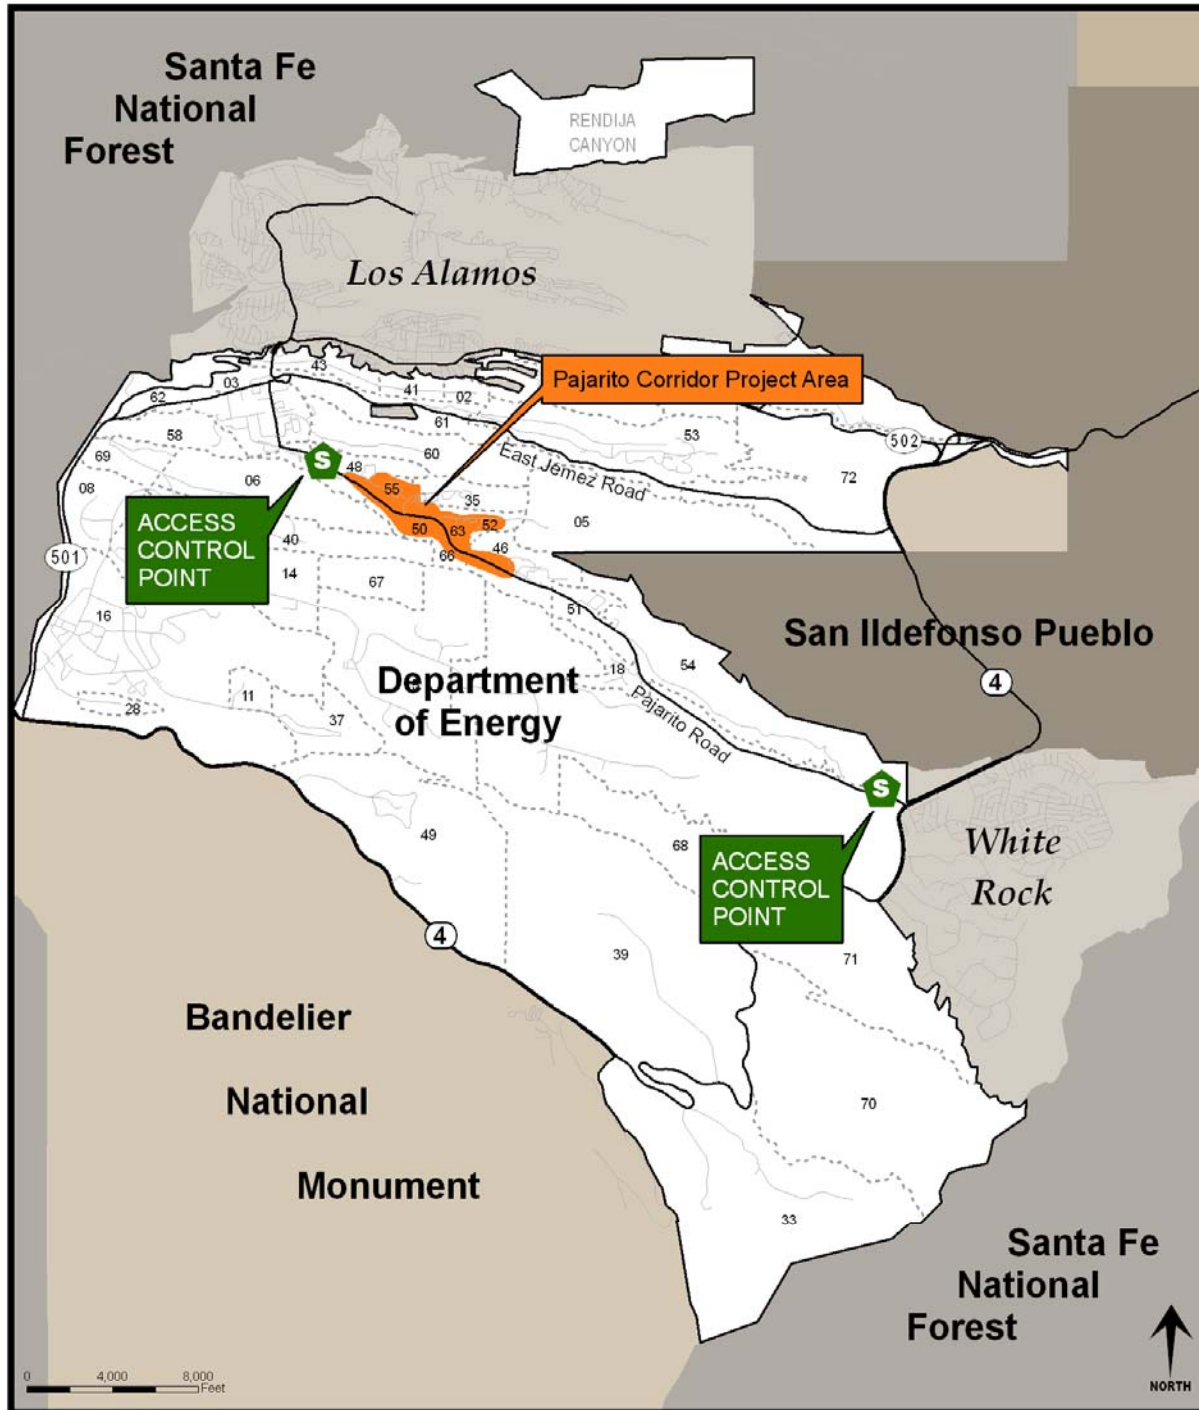 Santa Fe
National
Forest
RENDIJA
CANYON
Los Alamos
Pajarito Corridor Project Area
43
03
62
41
02
61
53
502
58
60
East Jemez Road
72
69
S
48
06
08
55
35
ACCESS
CONTROL
POINT
50
63
52
05
501
40
66
46
14
67
16
51
San Ildefonso Pueblo
54
18
Department
of Energy
4
11
28
37
Pajarito Road
S
49
68
White
Rock
ACCESS
CONTROL
POINT
4
39
71
Bandelier
National
Monument
70
33
Santa Fe
National
Forest
0 4,000 8,000
Feet
NORTH